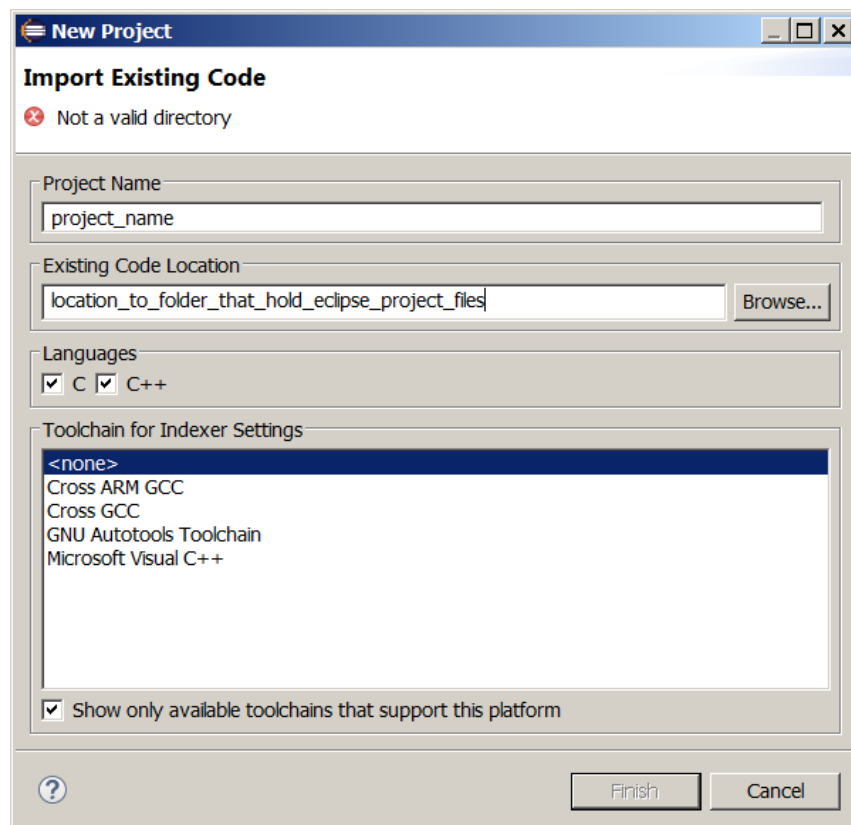 New Project
Import Existing Code
Not a valid directory
Project Name
project_name
Existing Code Location
location_to_folder_that_hold_eclipse_project_files
Browse...
Languages
C C++
Toolchain for Indexer Settings
<none>
Cross ARM GCC
Cross GCC
GNU Autotools Toolchain
Microsoft Visual C++
Show only available toolchains that support this platform
? Finish Cancel